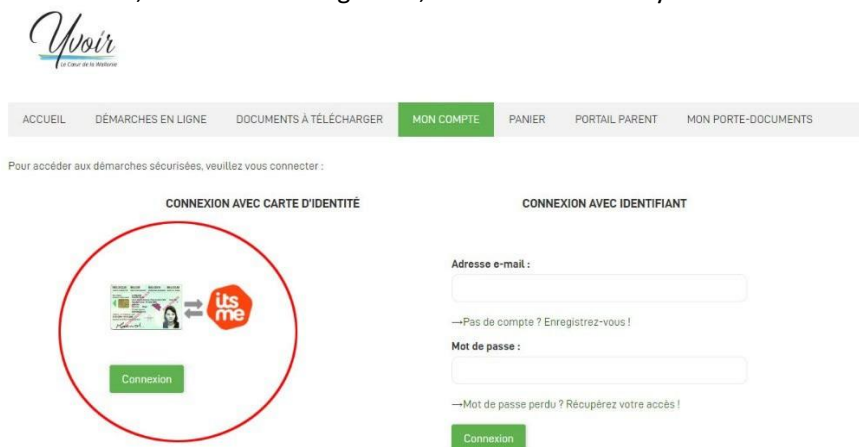 Yvoir
Le Cœur de la Wallonie
ACCUEIL DÉMARCHES EN LIGNE DOCUMENTS À TÉLÉCHARGER MON COMPTE PANIER PORTAIL PARENT MON PORTE-DOCUMENTS
Pour accéder aux démarches sécurisées, veuillez vous connecter :
CONNEXION AVEC CARTE D'IDENTITÉ
its
me
Connexion
CONNEXION AVEC IDENTIFIANT
Adresse e-mail :
→Pas de compte ? Enregistrez-vous !
Mot de passe :
→Mot de passe perdu ? Récupérez votre accès !
Connexion